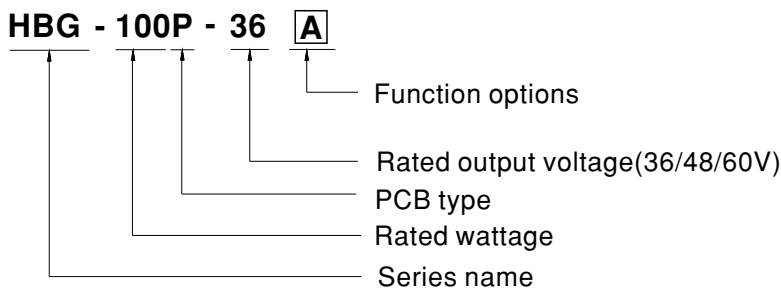 HBG - 100P - 36 A
Function options
Rated output voltage(36/48/60V)
PCB type
Rated wattage
Series name